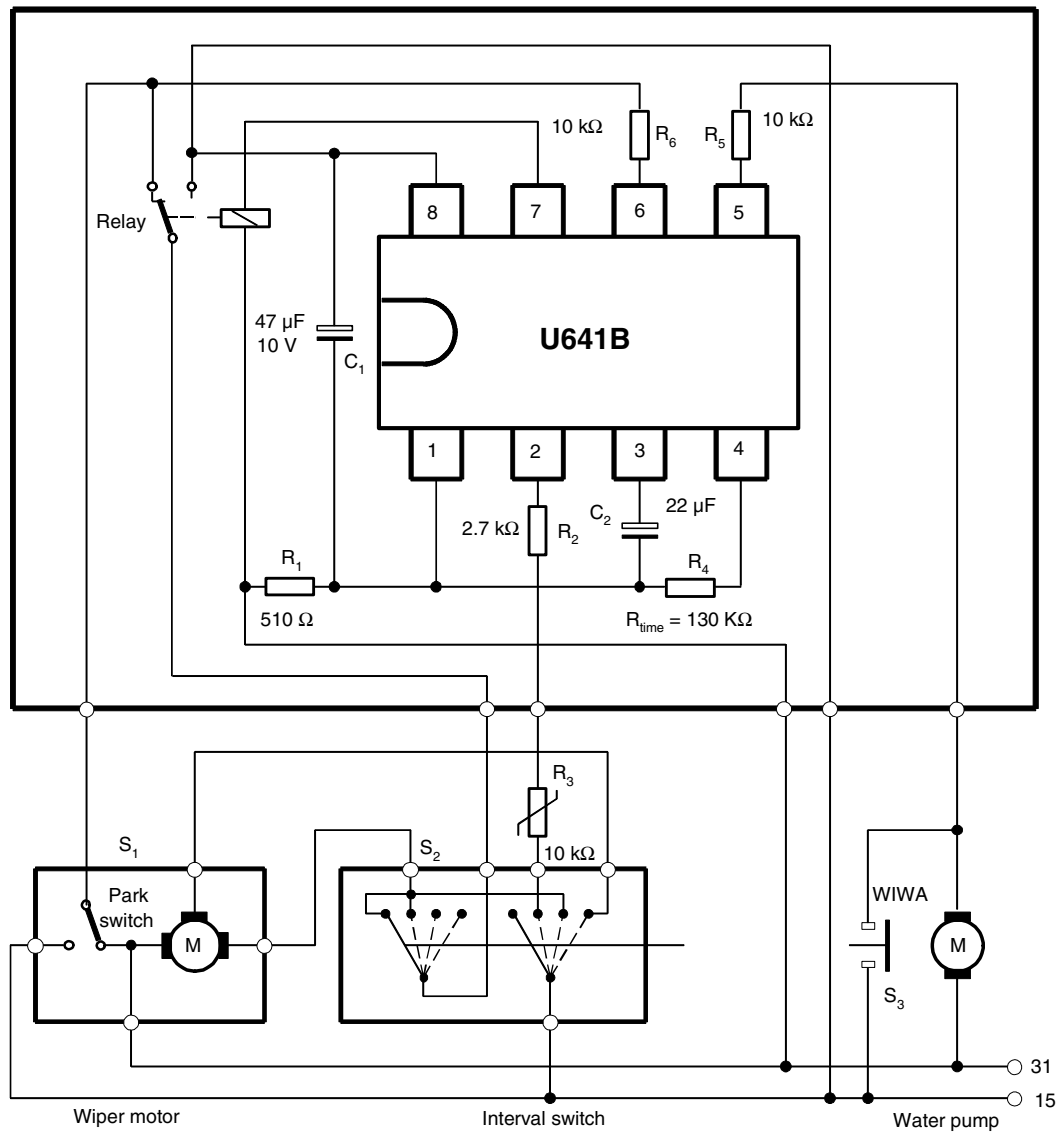 10 kΩ
R6
R5
10 kΩ
8
7
6
5
Relay
47 µF
10 V
C1
U641B
1
2
3
4
2.7 kΩ
R2
C2
22 µF
R1
R4
510 Ω
Rtime = 130 KΩ
R3
S1
S2
10 kΩ
Park
switch
WIWA
M
M
S3
31
15
Wiper motor
Interval switch
Water pump